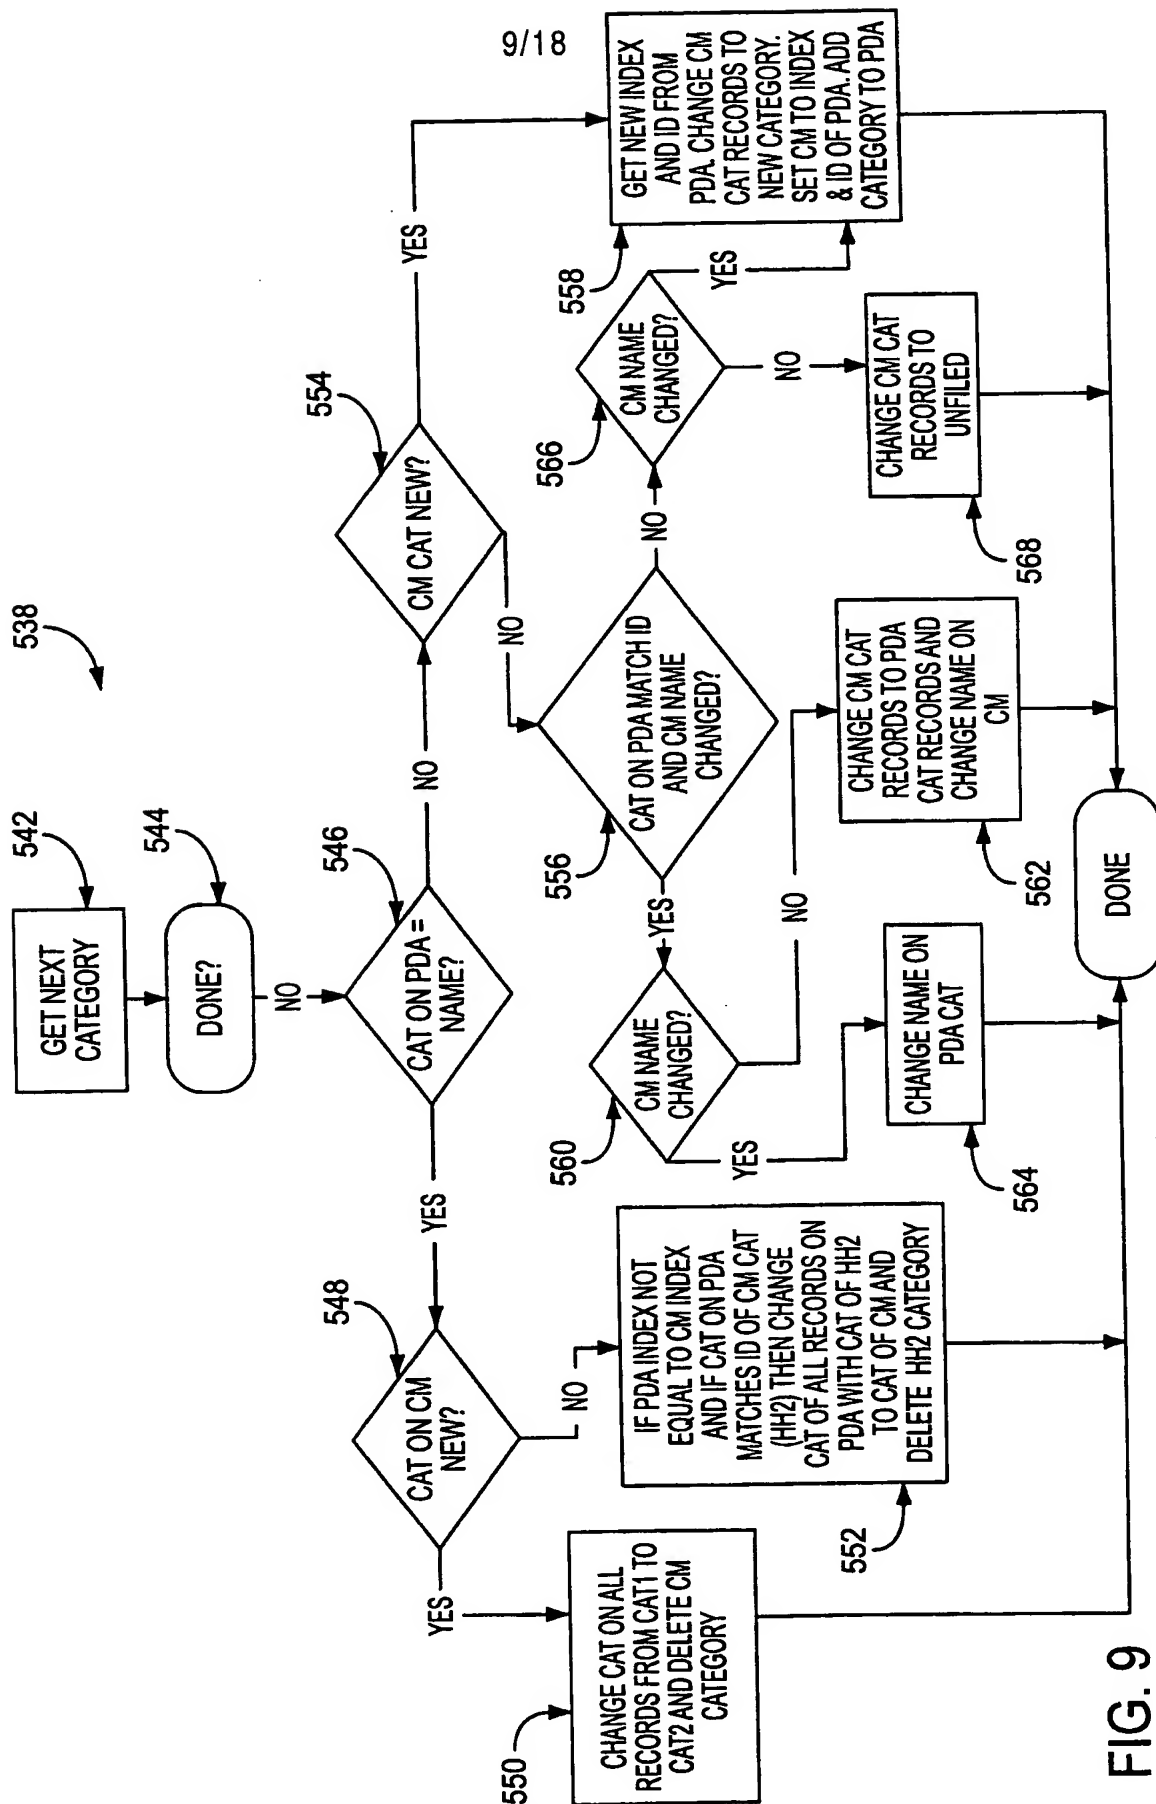 9/18
538
542
GET NEXT
CATEGORY
544
DONE?
NO
546
CAT ON PDA =
NAME?
YES
NO
548
CAT ON CM
NEW?
YES
NO
554
CM CAT NEW?
YES
NO
550
CHANGE CAT ON ALL
RECORDS FROM CAT1 TO
CAT2 AND DELETE CM
CATEGORY
552
IF PDA INDEX NOT
EQUAL TO CM INDEX
AND IF CAT ON PDA
MATCHES ID OF CM CAT
(HH2) THEN CHANGE
CAT OF ALL RECORDS ON
PDA WITH CAT OF HH2
TO CAT OF CM AND
DELETE HH2 CATEGORY
556
CAT ON PDA MATCH ID
AND CM NAME
CHANGED?
YES
NO
560
CM NAME
CHANGED?
YES
NO
566
CM NAME
CHANGED?
YES
NO
558
GET NEW INDEX
AND ID FROM
PDA. CHANGE CM
CAT RECORDS TO
NEW CATEGORY.
SET CM TO INDEX
& ID OF PDA. ADD
CATEGORY TO PDA
564
CHANGE NAME ON
PDA CAT
562
CHANGE CM CAT
RECORDS TO PDA
CAT RECORDS AND
CHANGE NAME ON
CM
568
CHANGE CM CAT
RECORDS TO
UNFILED
DONE
FIG. 9